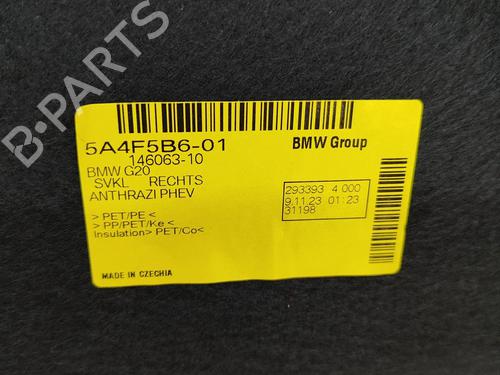 B-PARTS
5A4F5B6-01
BMW Group
146063-10
BMW G20
SVKL RECHTS
ANTHRAZI PHEV
293393 4 000
9.11.23 01:23
31198
> PET/PE <
> PP/PET/Ke <
Insulation> PET/Co<
MADE IN CZECHIA